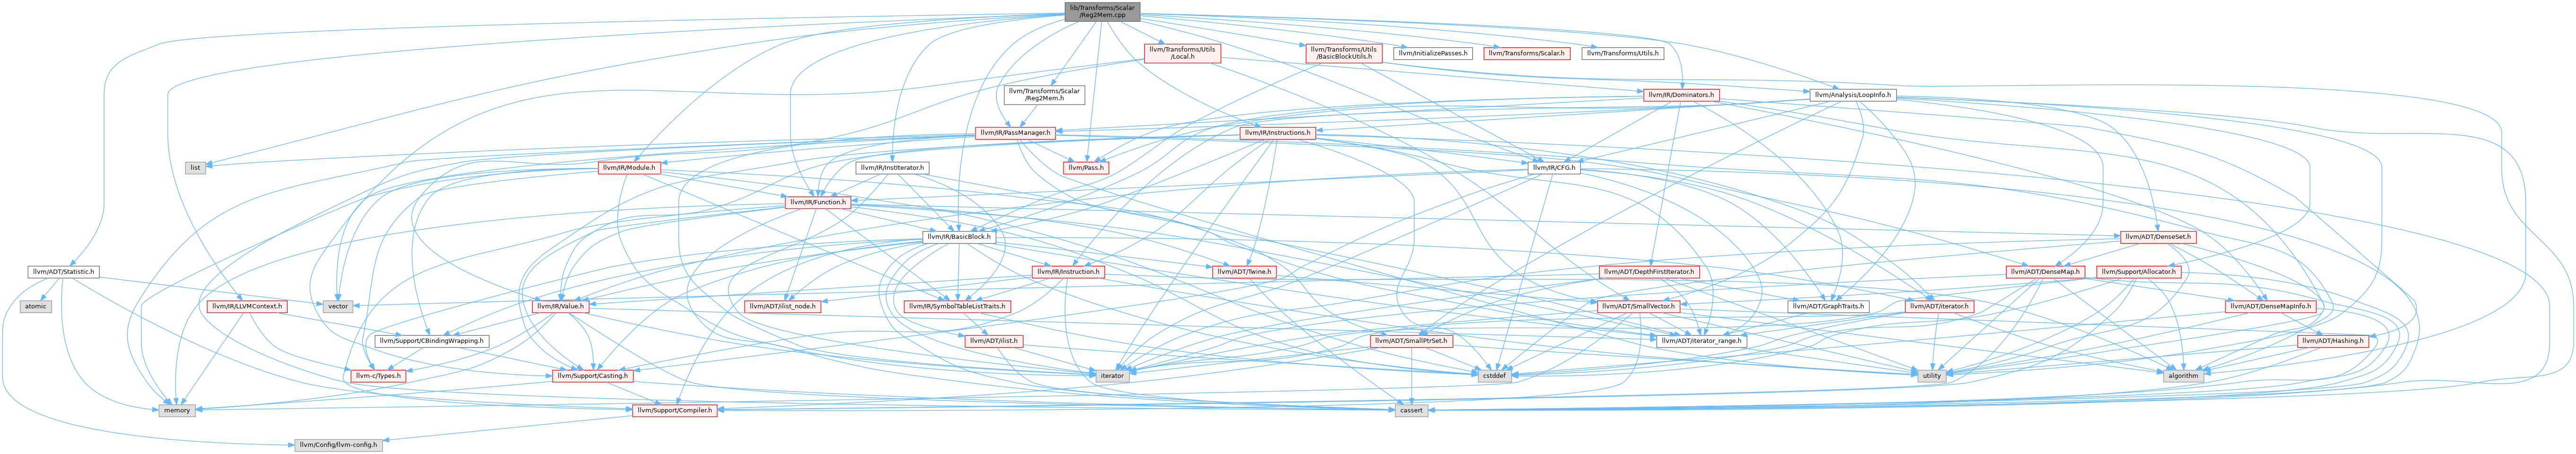 lib/Transforms/Scalar
/Reg2Mem.cpp
llvm/Transforms/Utils
/Local.h
llvm/Transforms/Utils
/BasicBlockUtils.h
llvm/InitializePasses.h
llvm/Transforms/Scalar.h
llvm/Transforms/Utils.h
llvm/Transforms/Scalar
/Reg2Mem.h
llvm/IR/Dominators.h
llvm/Analysis/LoopInfo.h
llvm/IR/PassManager.h
llvm/IR/Instructions.h
list
llvm/IR/Module.h
llvm/IR/InstIterator.h
llvm/Pass.h
llvm/IR/CFG.h
llvm/IR/Function.h
llvm/IR/BasicBlock.h
llvm/ADT/DenseSet.h
llvm/ADT/Statistic.h
llvm/IR/Instruction.h
llvm/ADT/Twine.h
llvm/ADT/DepthFirstIterator.h
llvm/ADT/DenseMap.h
llvm/Support/Allocator.h
atomic
llvm/IR/LLVMContext.h
vector
llvm/IR/Value.h
llvm/ADT/ilist_node.h
llvm/IR/SymbolTableListTraits.h
llvm/ADT/SmallVector.h
llvm/ADT/GraphTraits.h
llvm/ADT/iterator.h
llvm/ADT/DenseMapInfo.h
llvm/Support/CBindingWrapping.h
llvm/ADT/ilist.h
llvm/ADT/SmallPtrSet.h
llvm/ADT/iterator_range.h
llvm/ADT/Hashing.h
llvm-c/Types.h
llvm/Support/Casting.h
iterator
cstddef
utility
algorithm
memory
llvm/Support/Compiler.h
cassert
llvm/Config/llvm-config.h